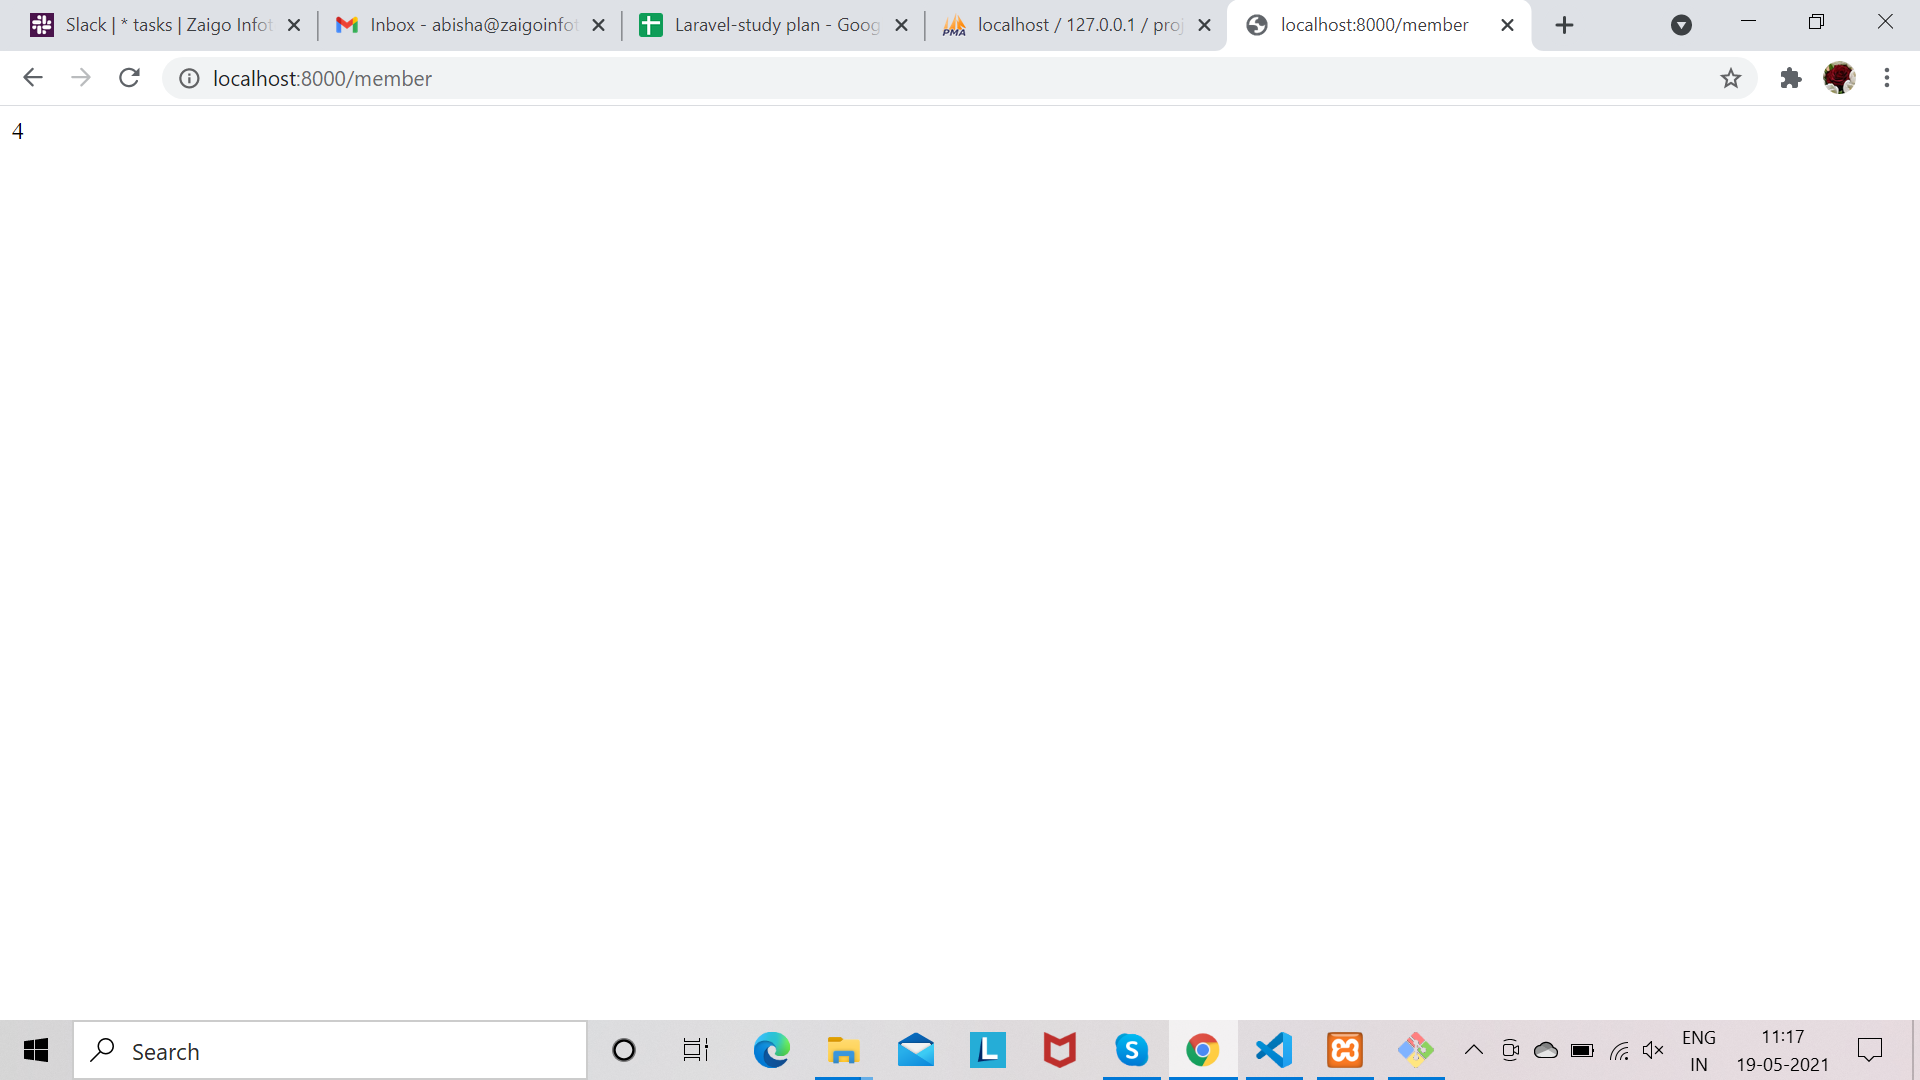 Slack | * tasks | Zaigo Infot
Inbox - abisha@zaigoinfot
Laravel-study plan - Goog
localhost / 127.0.0.1 / proj
localhost:8000/member
localhost:8000/member
4
Search
ENG
IN
11:17
19-05-2021
PMA
L
S